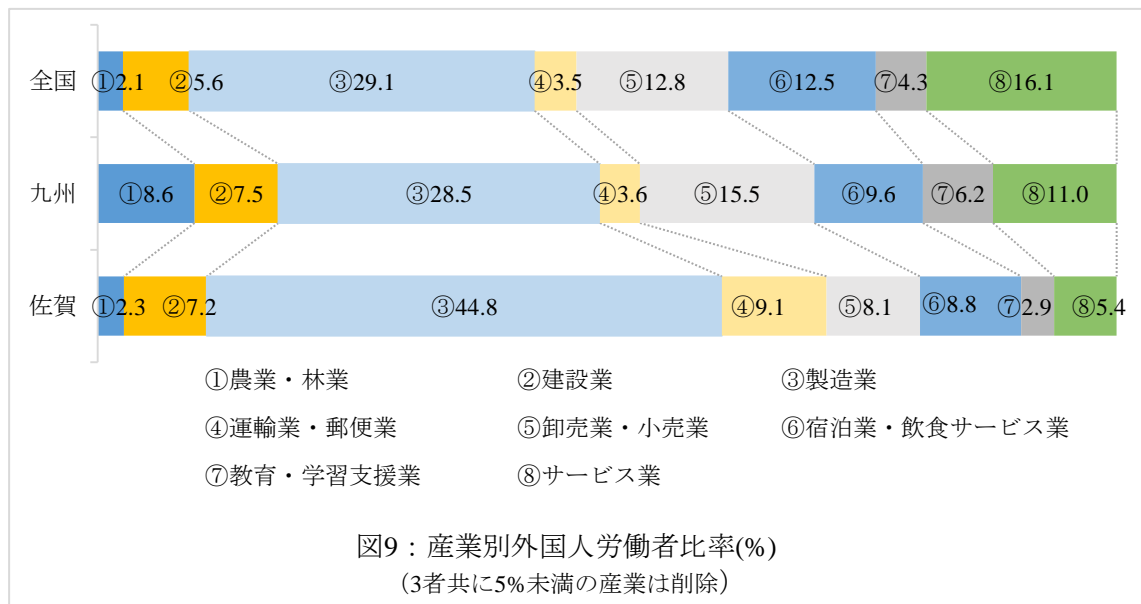 全国 ①2.1 ②5.6 ③29.1 ④3.5 ⑤12.8 ⑥12.5 ⑦4.3 ⑧16.1
九州 ①8.6 ②7.5 ③28.5 ④3.6 ⑤15.5 ⑥9.6 ⑦6.2 ⑧11.0
佐賀 ①2.3 ②7.2 ③44.8 ④9.1 ⑤8.1 ⑥8.8 ⑦2.9 ⑧5.4
①農業・林業 ②建設業 ③製造業
④運輸業・郵便業 ⑤卸売業・小売業 ⑥宿泊業・飲食サービス業
⑦教育・学習支援業 ⑧サービス業
図9：産業別外国人労働者比率(%)
（3者共に5%未満の産業は削除）